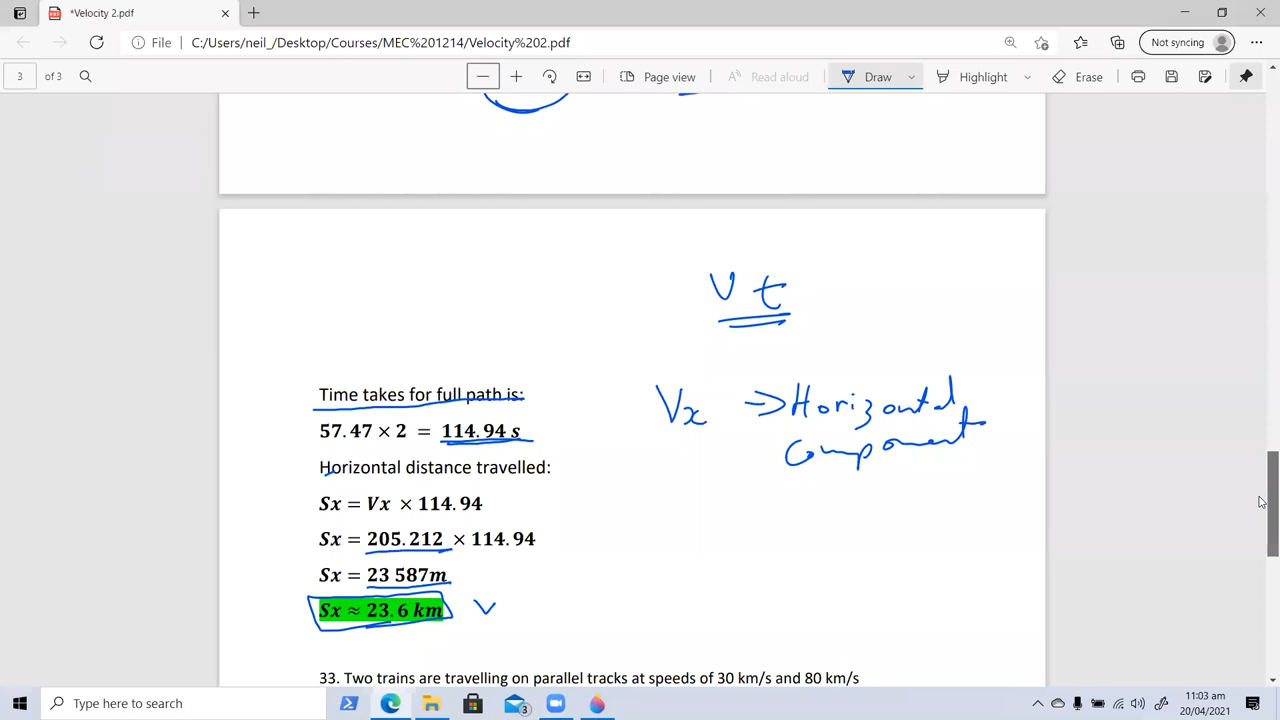 *Velocity 2.pdf
File
C:/Users/neil_/Desktop/Courses/MEC%201214/Velocity%202.pdf
Not syncing
3 of 3
Page view
Read aloud
Draw
Highlight
Erase
V t
Time takes for full path is:
Vx ⇒ Horizontal
component
57.47 × 2 = 114.94 s
Horizontal distance travelled:
Sx = Vx × 114.94
Sx = 205.212 × 114.94
Sx = 23 587m
Sx ≈ 23.6 km
33. Two trains are travelling on parallel tracks at speeds of 30 km/s and 80 km/s
Type here to search
3
11:03 am
20/04/2021